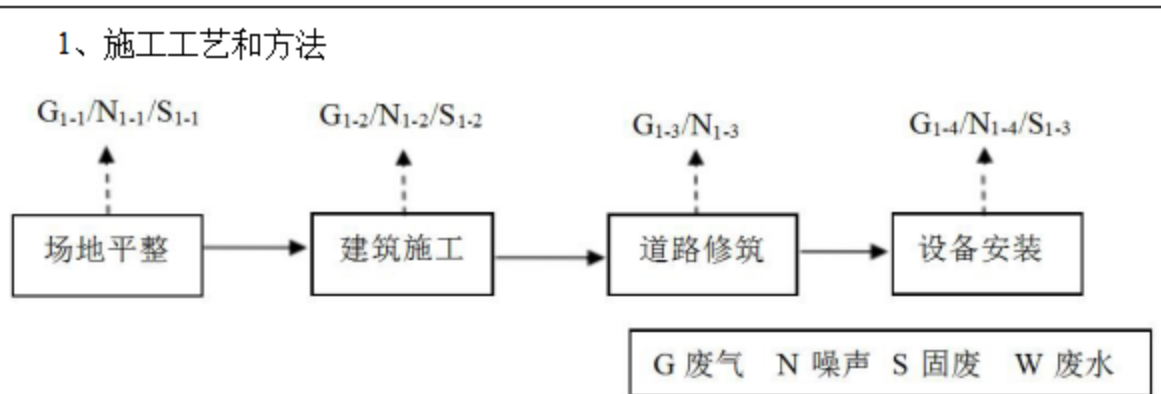 1、施工工艺和方法
G1-1/N1-1/S1-1 G1-2/N1-2/S1-2 G1-3/N1-3 G1-4/N1-4/S1-3
场地平整 建筑施工 道路修筑 设备安装
G 废气 N 噪声 S 固废 W 废水